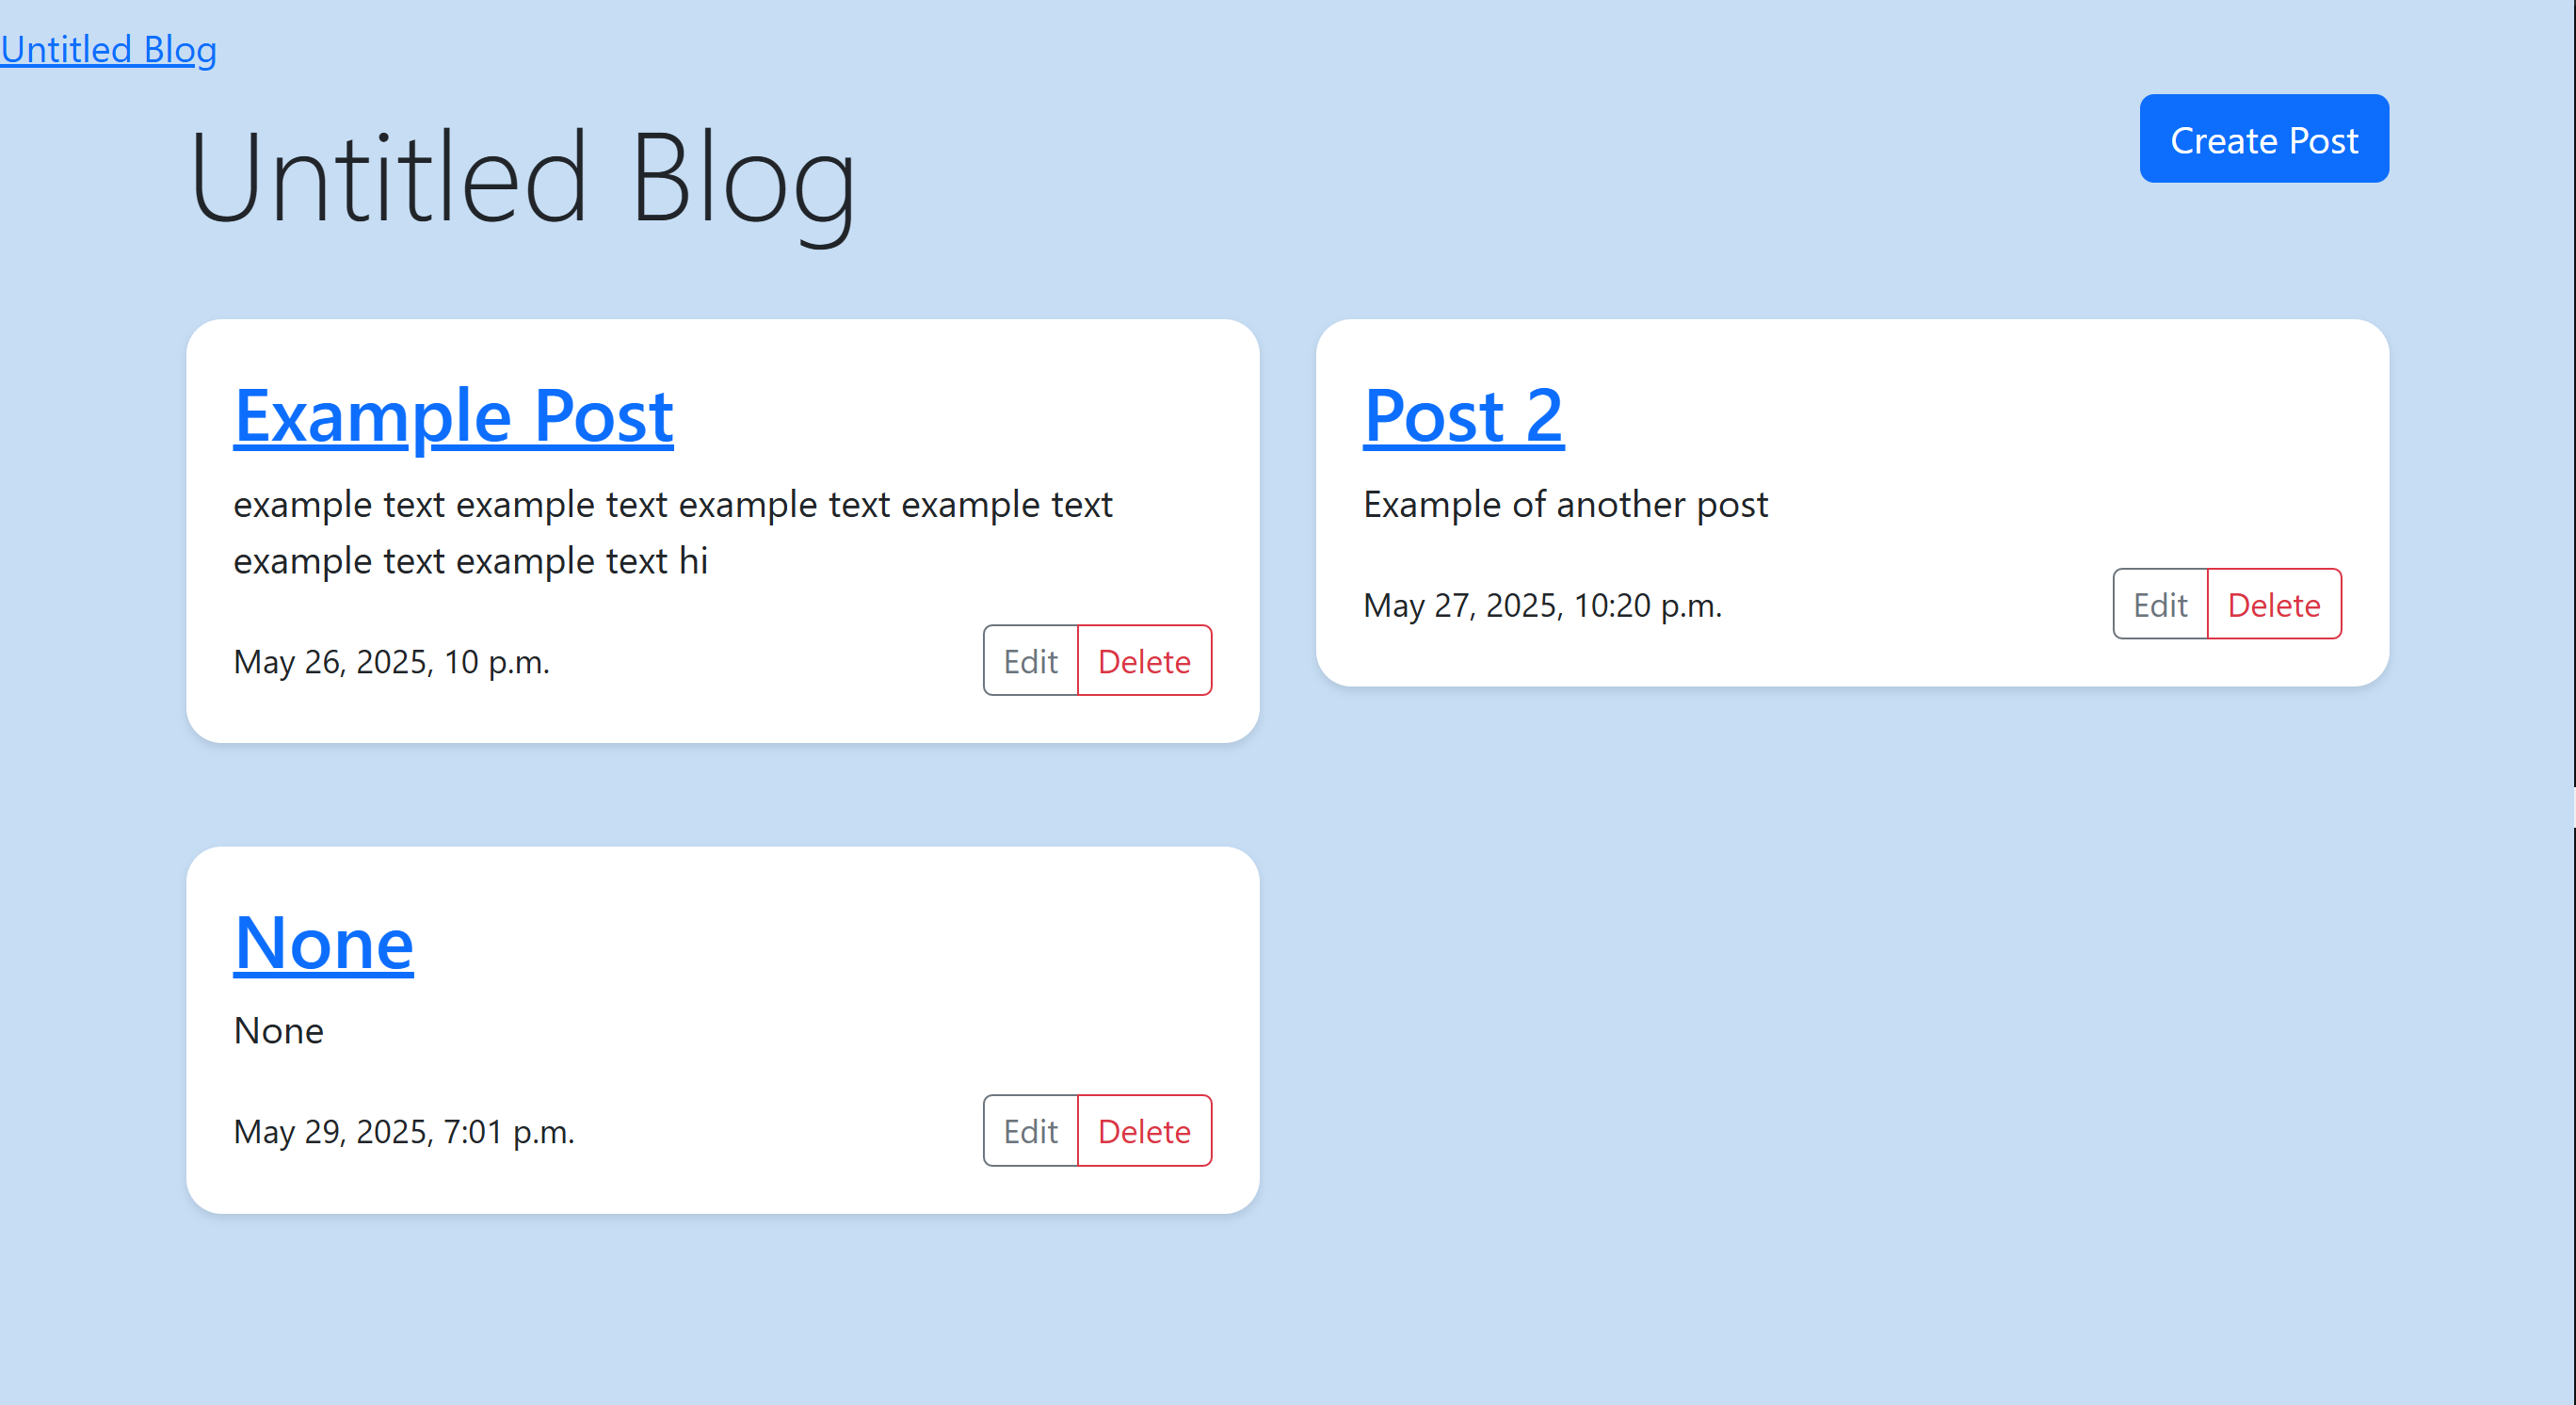 Untitled Blog
Untitled Blog
Create Post
Example Post
example text example text example text example text
example text example text hi
May 26, 2025, 10 p.m.
Edit
Delete
Post 2
Example of another post
May 27, 2025, 10:20 p.m.
Edit
Delete
None
None
May 29, 2025, 7:01 p.m.
Edit
Delete